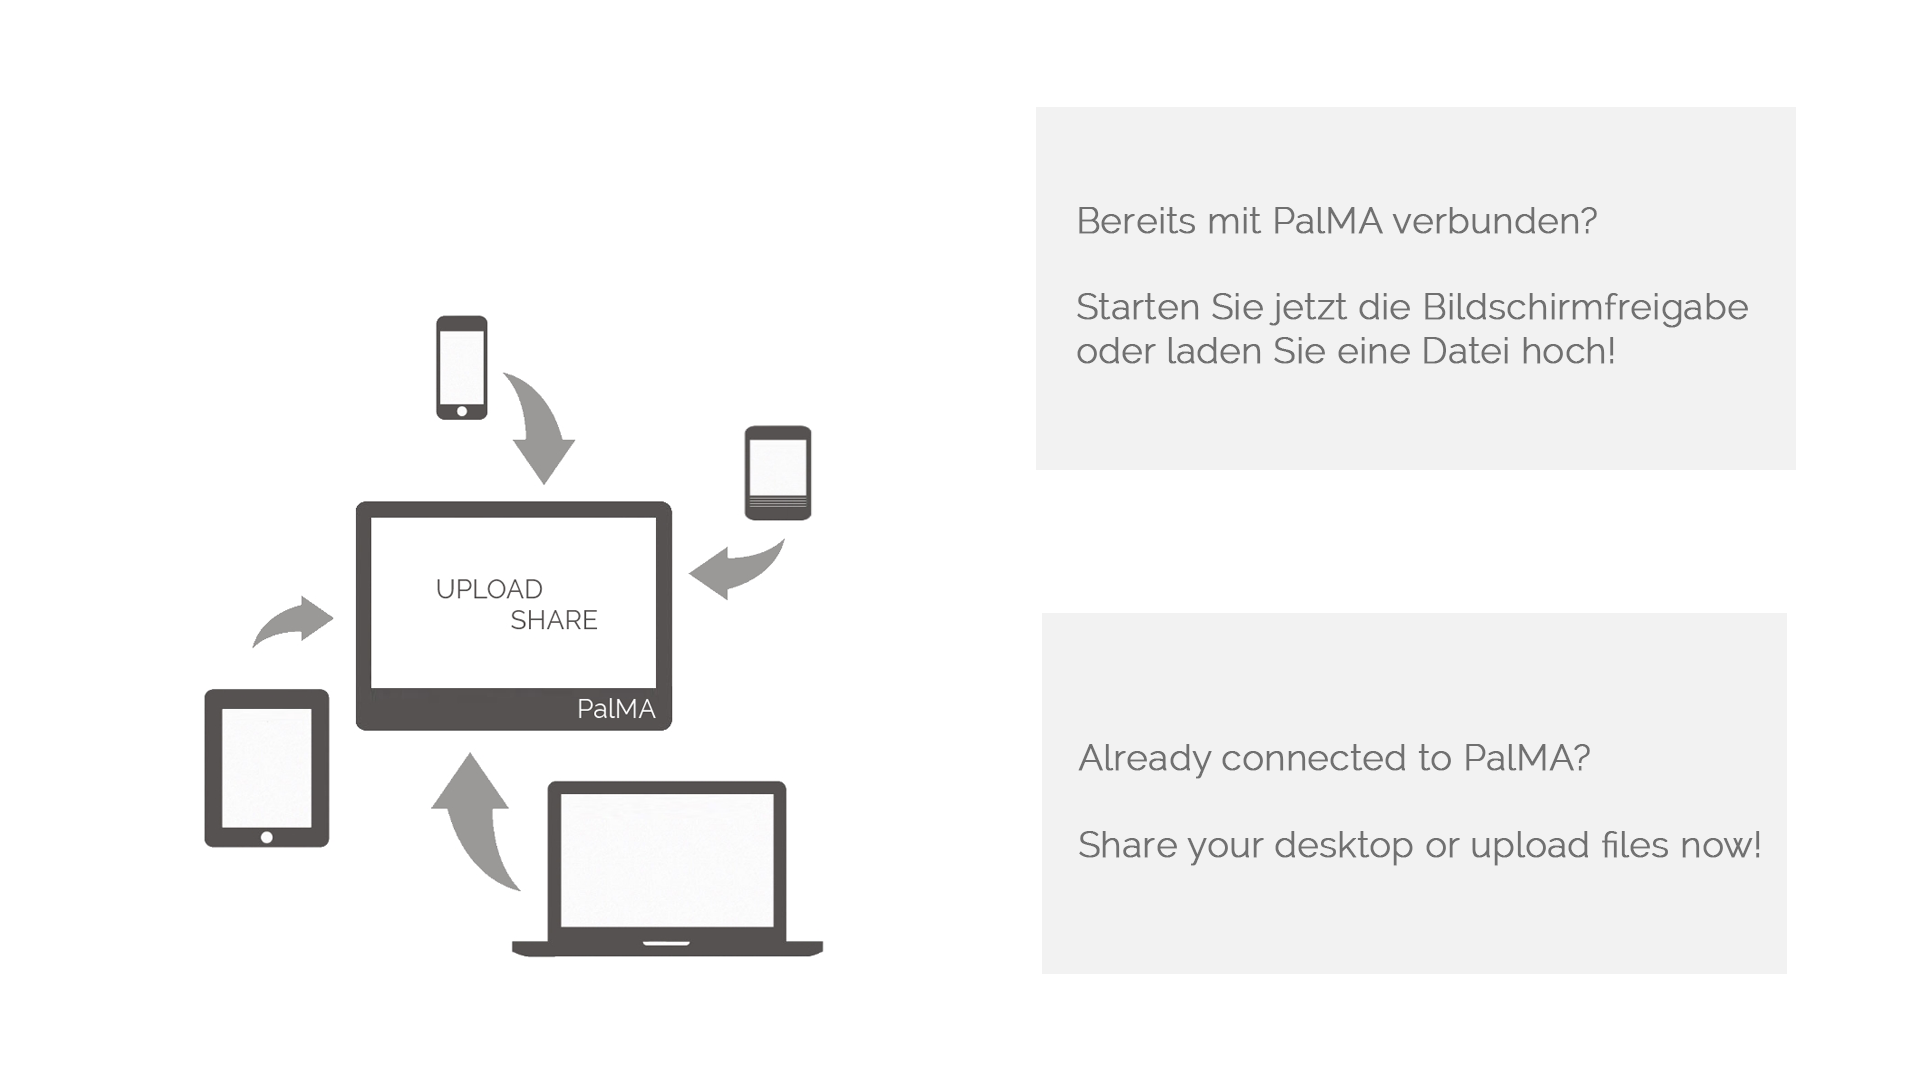 UPLOAD
SHARE
PalMA
Bereits mit PalMA verbunden?
Starten Sie jetzt die Bildschirmfreigabe
oder laden Sie eine Datei hoch!
Already connected to PalMA?
Share your desktop or upload files now!